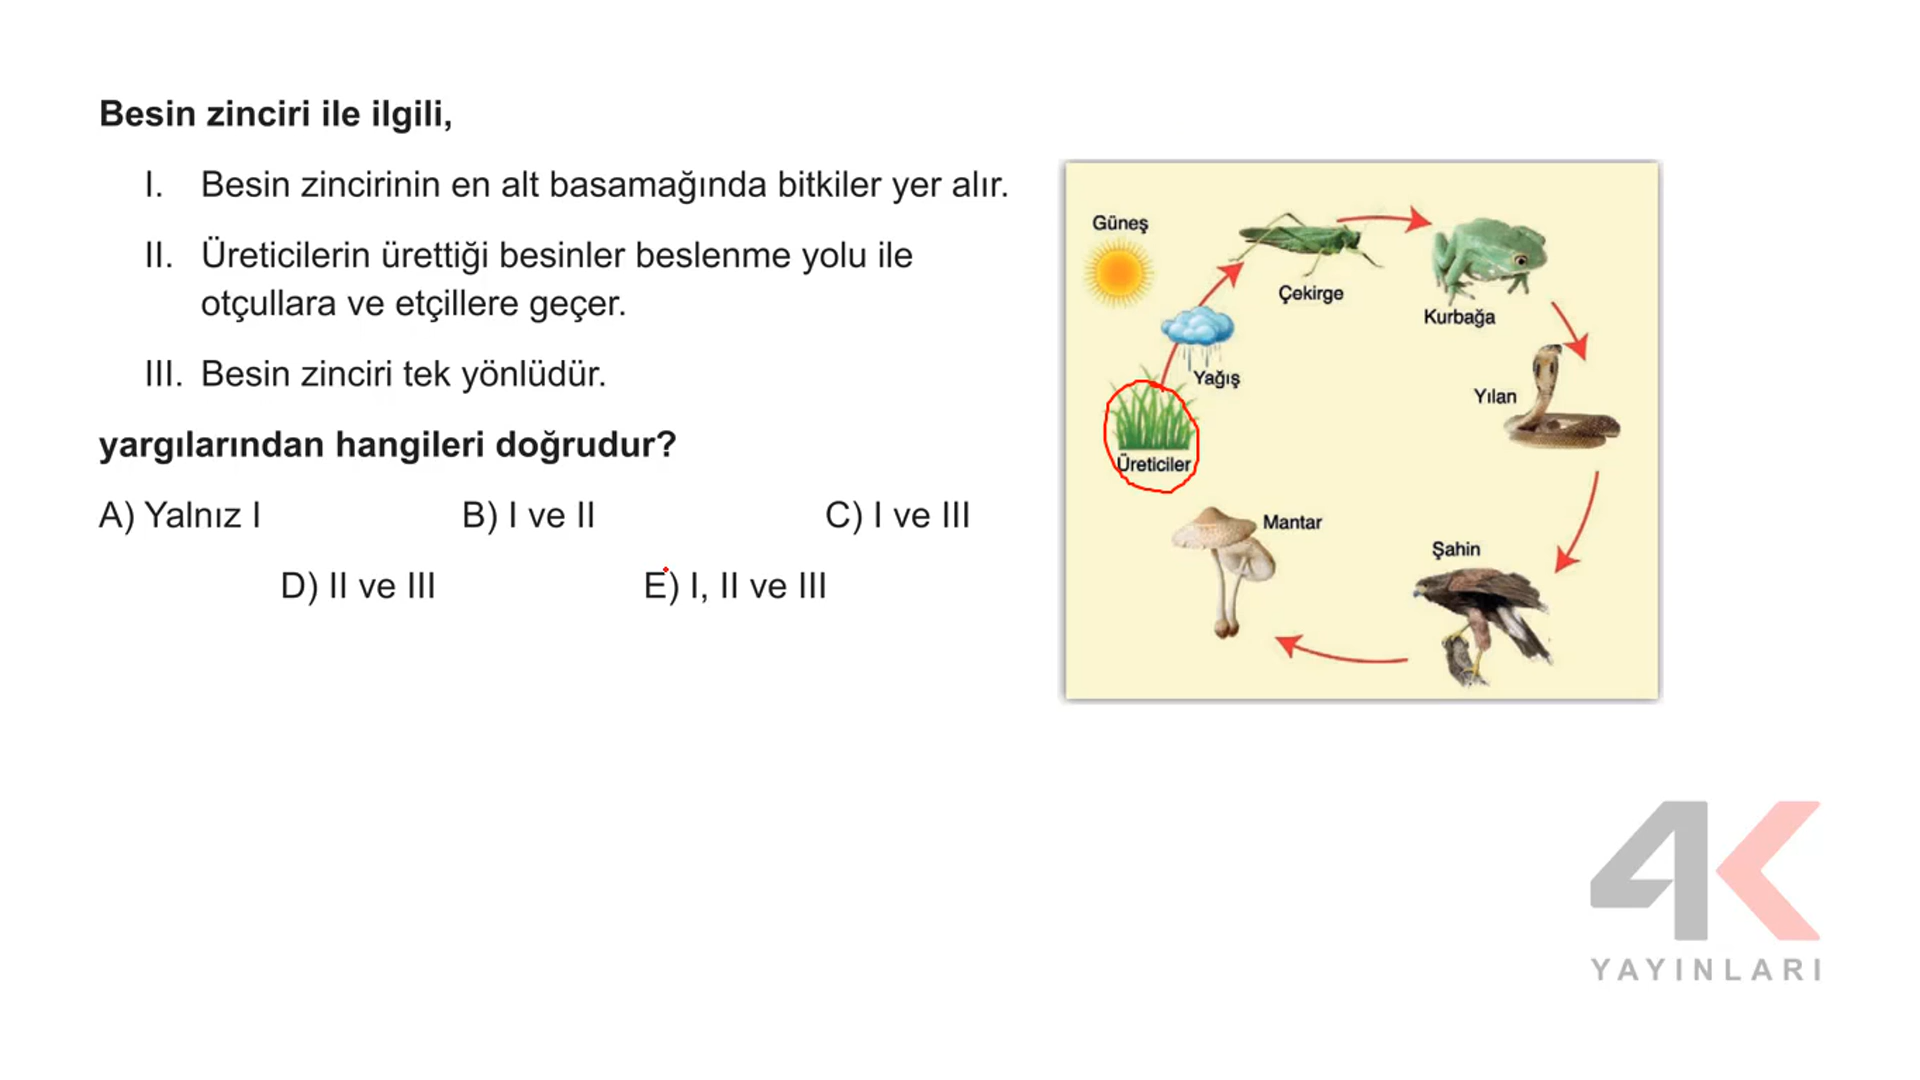 Besin zinciri ile ilgili,
I. Besin zincirinin en alt basamağında bitkiler yer alır.
II. Üreticilerin ürettiği besinler beslenme yolu ile
otçullara ve etçillere geçer.
III. Besin zinciri tek yönlüdür.
yargılarından hangileri doğrudur?
A) Yalnız I B) I ve II C) I ve III
D) II ve III E) I, II ve III
Güneş
Çekirge
Kurbağa
Yağış
Yılan
Üreticiler
Mantar
Şahin
4K
YAYINLARI